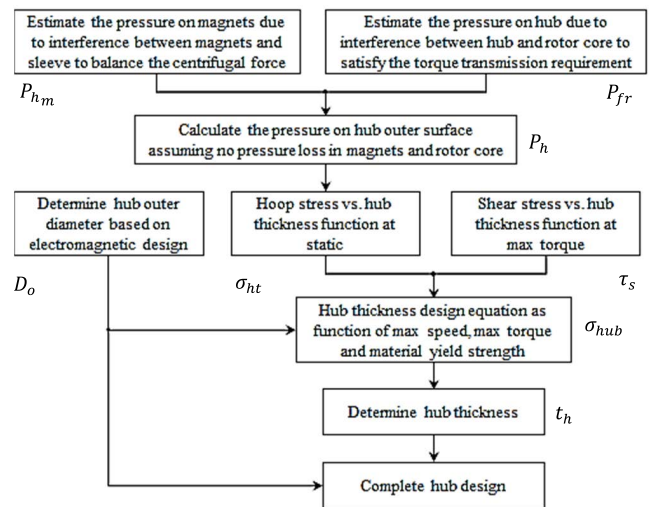 Estimate the pressure on magnets due
to interference between magnets and
sleeve to balance the centrifugal force
Estimate the pressure on hub due to
interference between hub and rotor core to
satisfy the torque transmission requirement
P_{h_m}
P_{fr}
Calculate the pressure on hub outer surface
assuming no pressure loss in magnets and rotor core
P_h
Determine hub outer
diameter based on
electromagnetic design
Hoop stress vs. hub
thickness function at
static
Shear stress vs. hub
thickness function at
max torque
D_o
σ_{ht}
τ_s
Hub thickness design equation as
function of max speed, max torque
and material yield strength
σ_{hub}
Determine hub thickness
t_h
Complete hub design